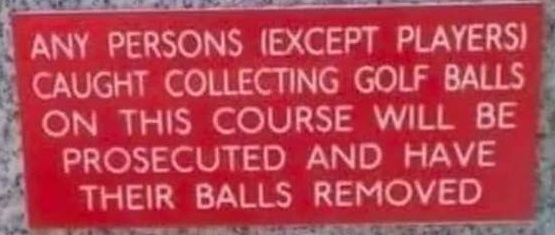 ANY PERSONS (EXCEPT PLAYERS)
CAUGHT COLLECTING GOLF BALLS
ON THIS COURSE WILL BE
PROSECUTED AND HAVE
THEIR BALLS REMOVED